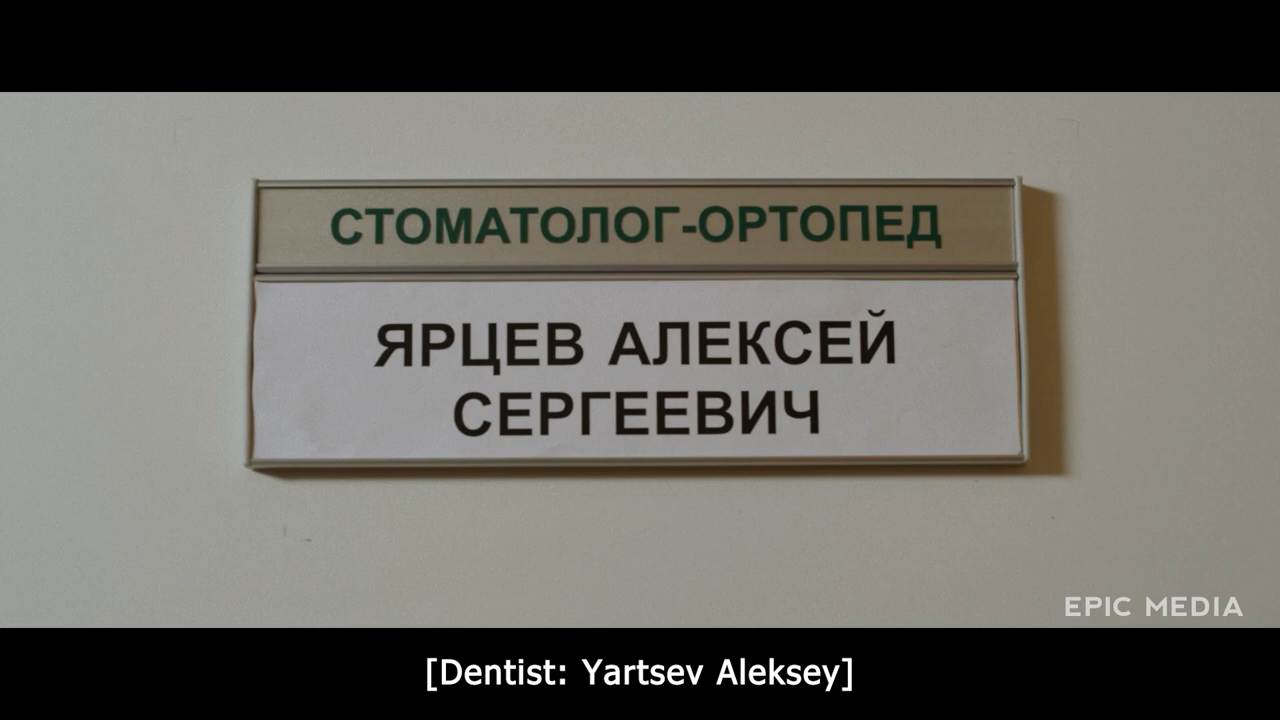 СТОМАТОЛОГ-ОРТОПЕД
ЯРЦЕВ АЛЕКСЕЙ
СЕРГЕЕВИЧ
EPIC MEDIA
[Dentist: Yartsev Aleksey]